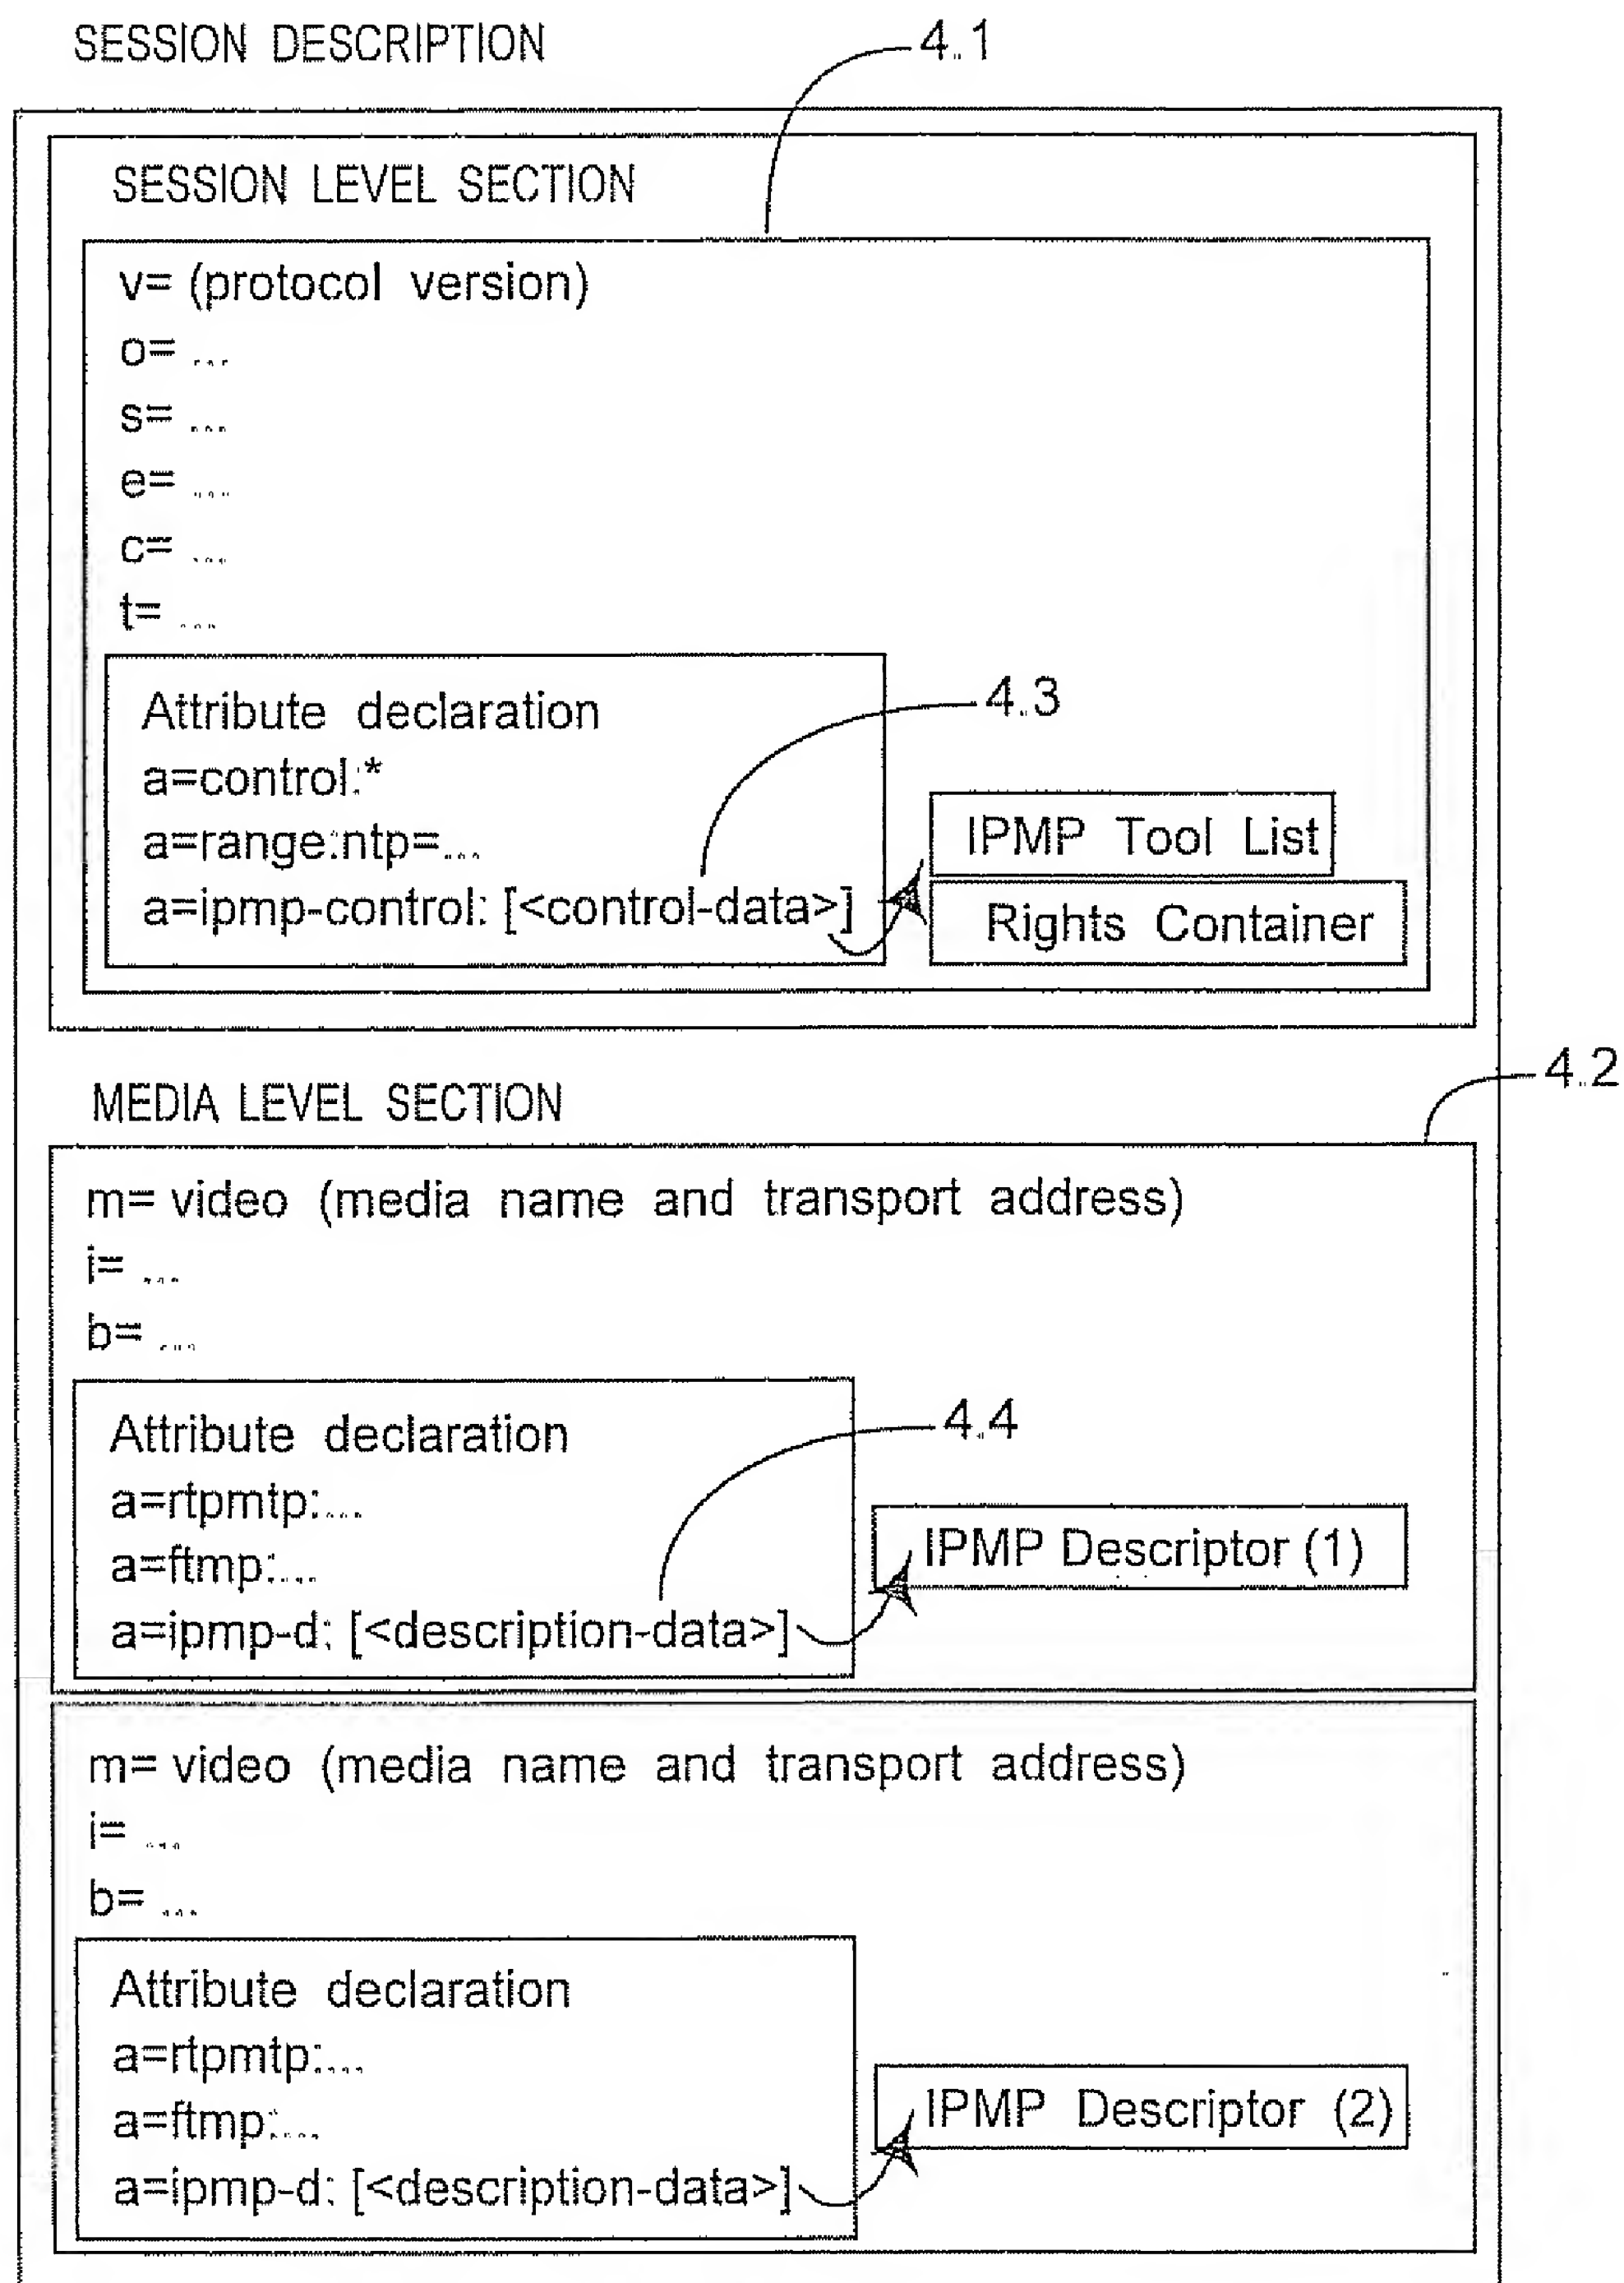 SESSION DESCRIPTION
4.1
SESSION LEVEL SECTION
v= (protocol version)
o= ...
s= ...
e= ...
c= ...
t= ...
Attribute declaration
4.3
a=control:*
a=range:ntp=...
IPMP Tool List
a=ipmp-control: [<control-data>]
Rights Container
4.2
MEDIA LEVEL SECTION
m= video (media name and transport address)
i= ...
b= ...
Attribute declaration
4.4
a=rtpmtp:...
a=ftmp:...
IPMP Descriptor (1)
a=ipmp-d: [<description-data>]
m= video (media name and transport address)
i= ...
b= ...
Attribute declaration
a=rtpmtp:...
a=ftmp:...
IPMP Descriptor (2)
a=ipmp-d: [<description-data>]